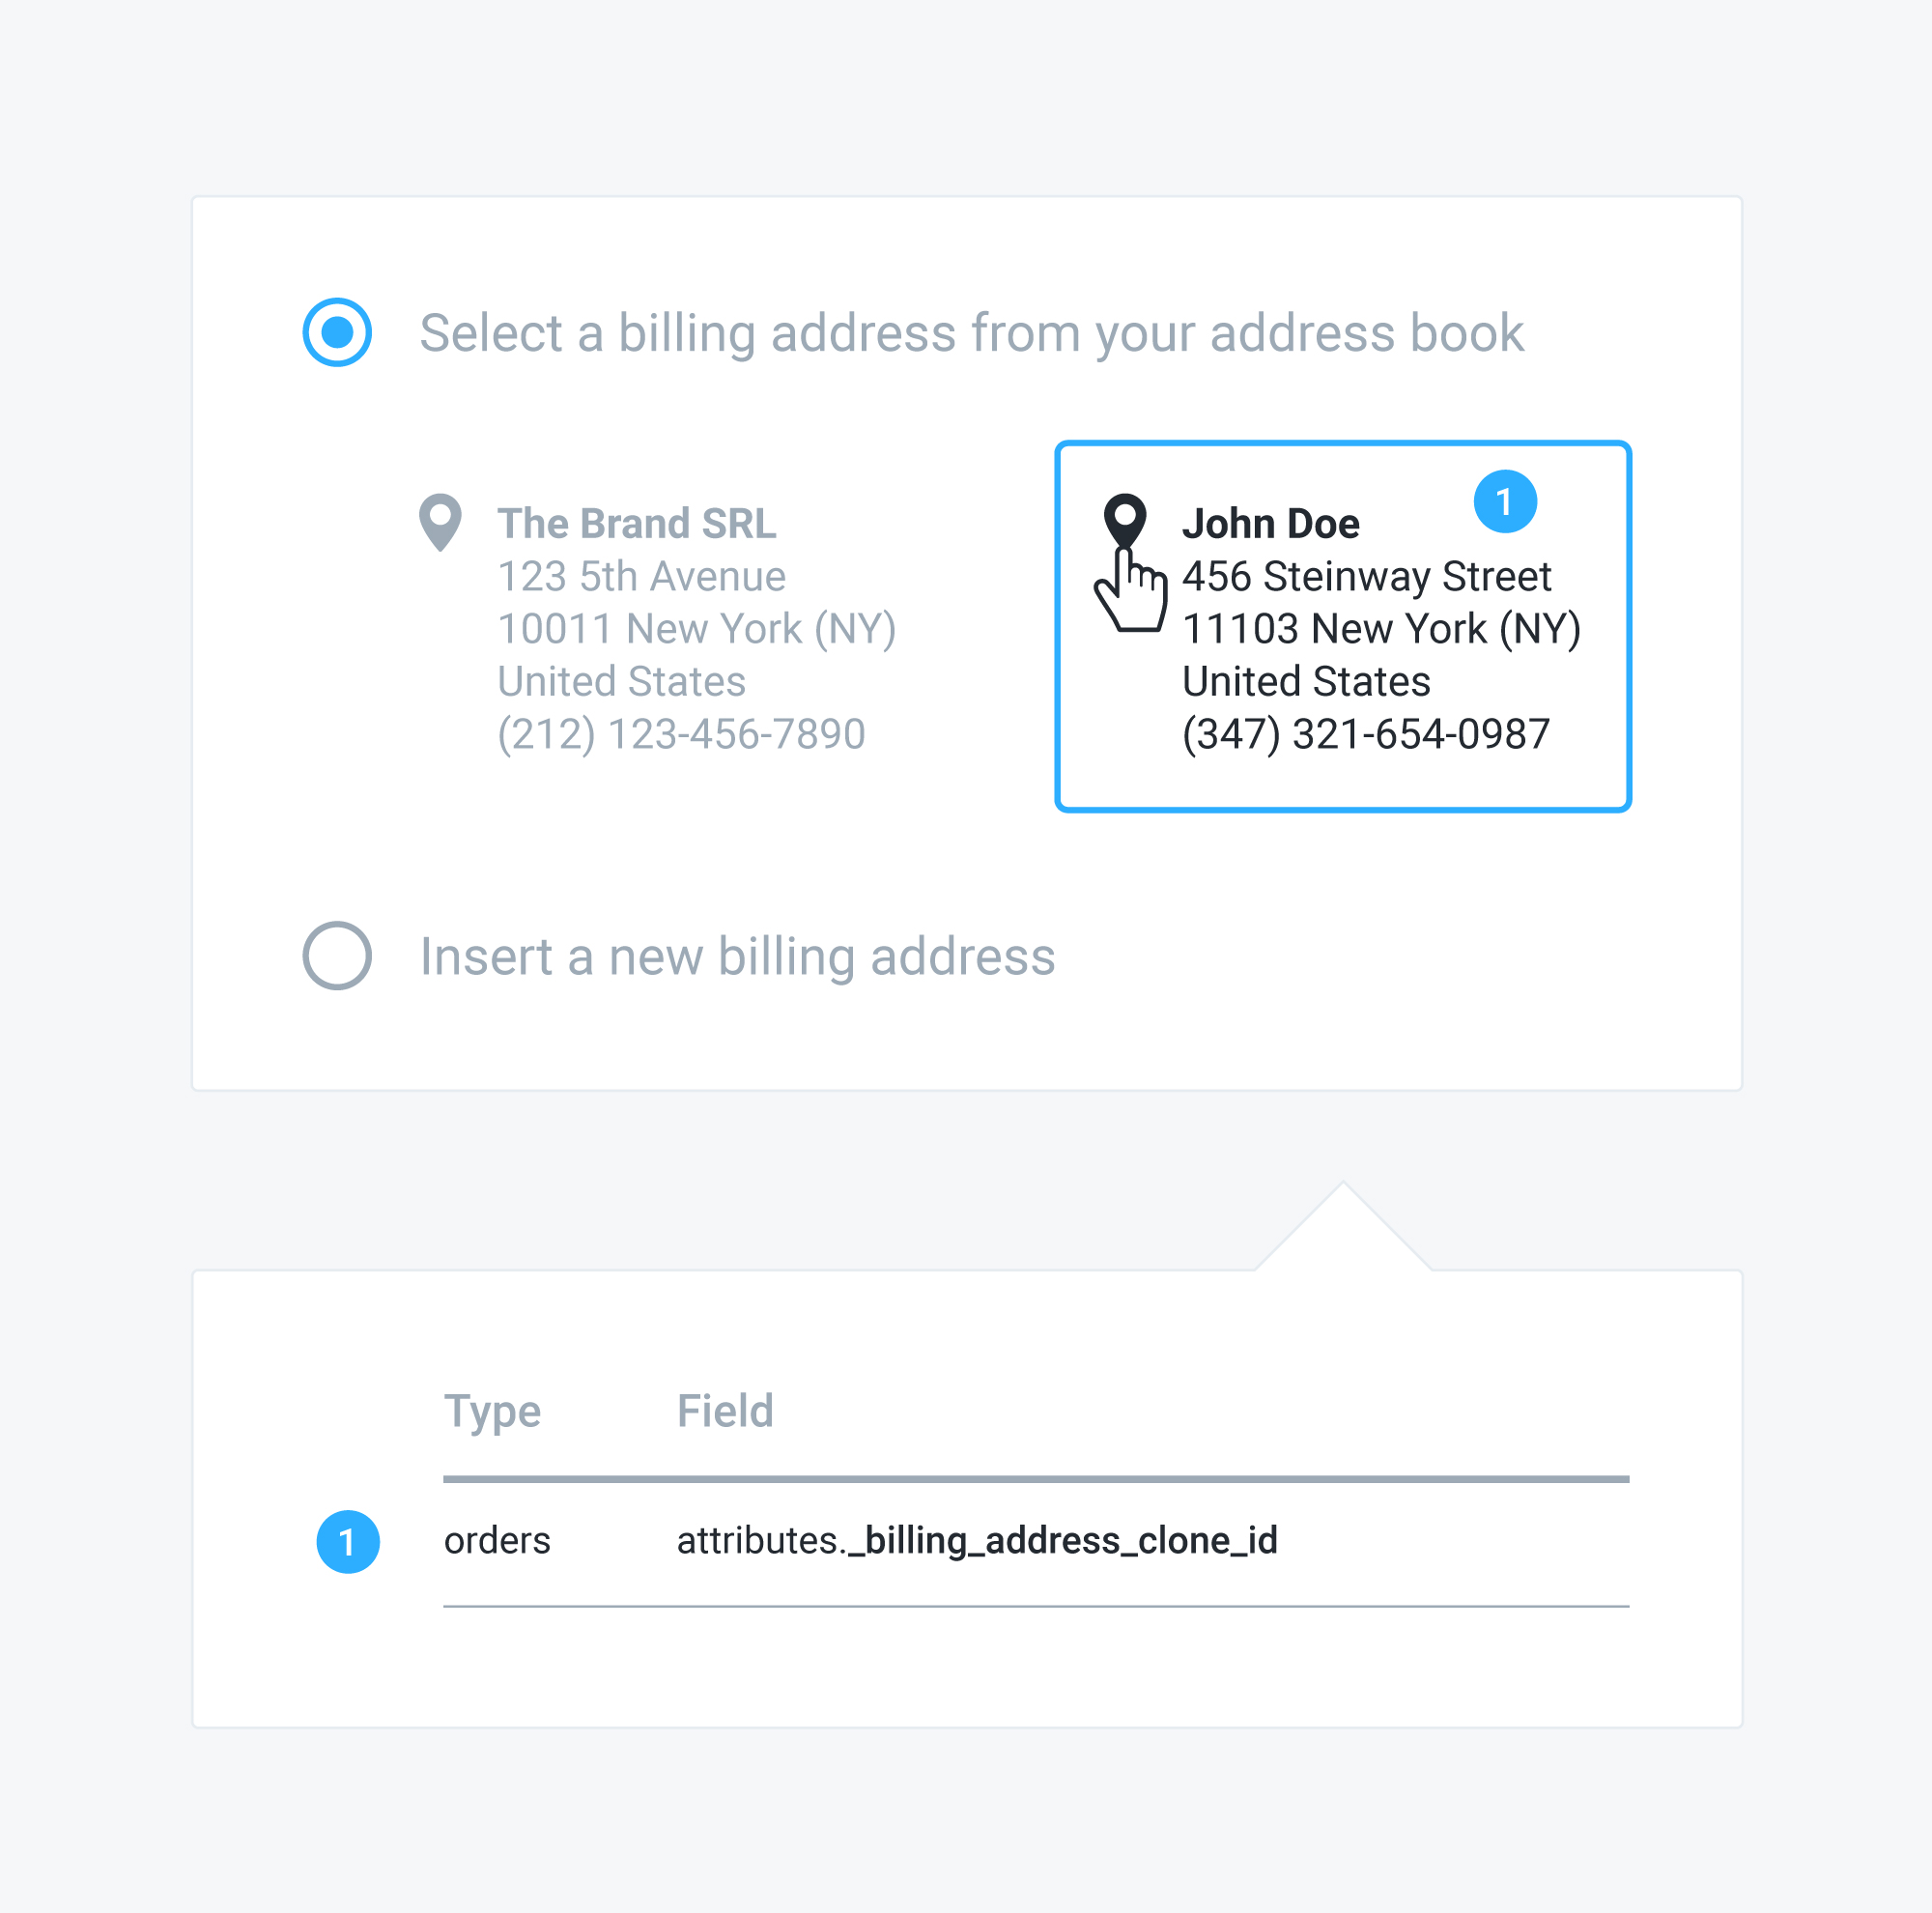 Select a billing address from your address book
The Brand SRL
123 5th Avenue
10011 New York (NY)
United States
(212) 123-456-7890
1
John Doe
456 Steinway Street
11103 New York (NY)
United States
(347) 321-654-0987
Insert a new billing address
Type Field
1 orders attributes._billing_address_clone_id